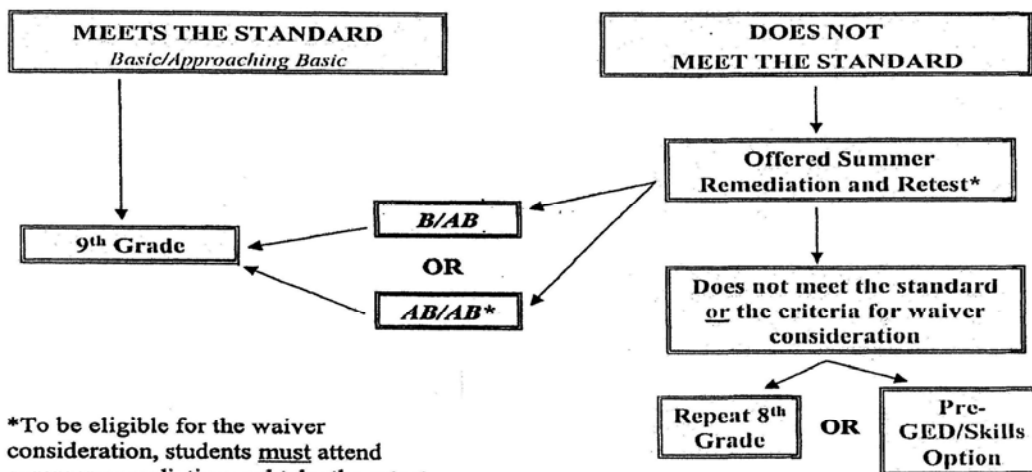 MEETS THE STANDARD
Basic/Approaching Basic
DOES NOT
MEET THE STANDARD
Offered Summer
Remediation and Retest*
B/AB
9th Grade
OR
AB/AB*
Does not meet the standard
or the criteria for waiver
consideration
Repeat 8th
Grade
OR
Pre-
GED/Skills
Option
*To be eligible for the waiver
consideration, students must attend